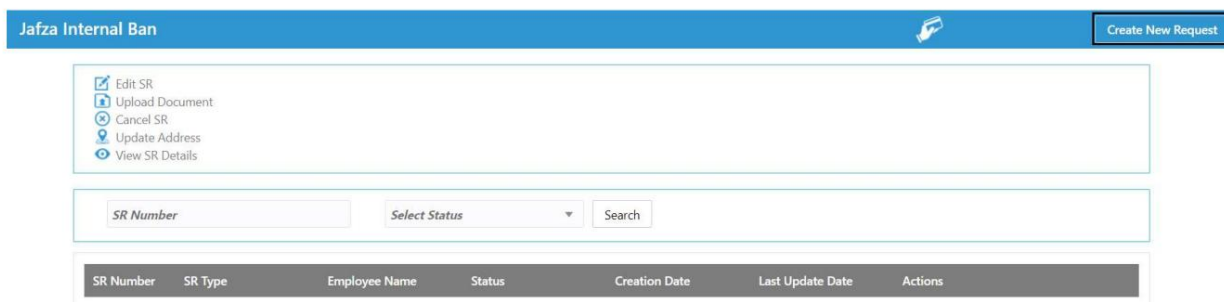 Jafza Internal Ban Create New Request
Edit SR
Upload Document
Cancel SR
Update Address
View SR Details
SR Number Select Status Search
SR Number SR Type Employee Name Status Creation Date Last Update Date Actions